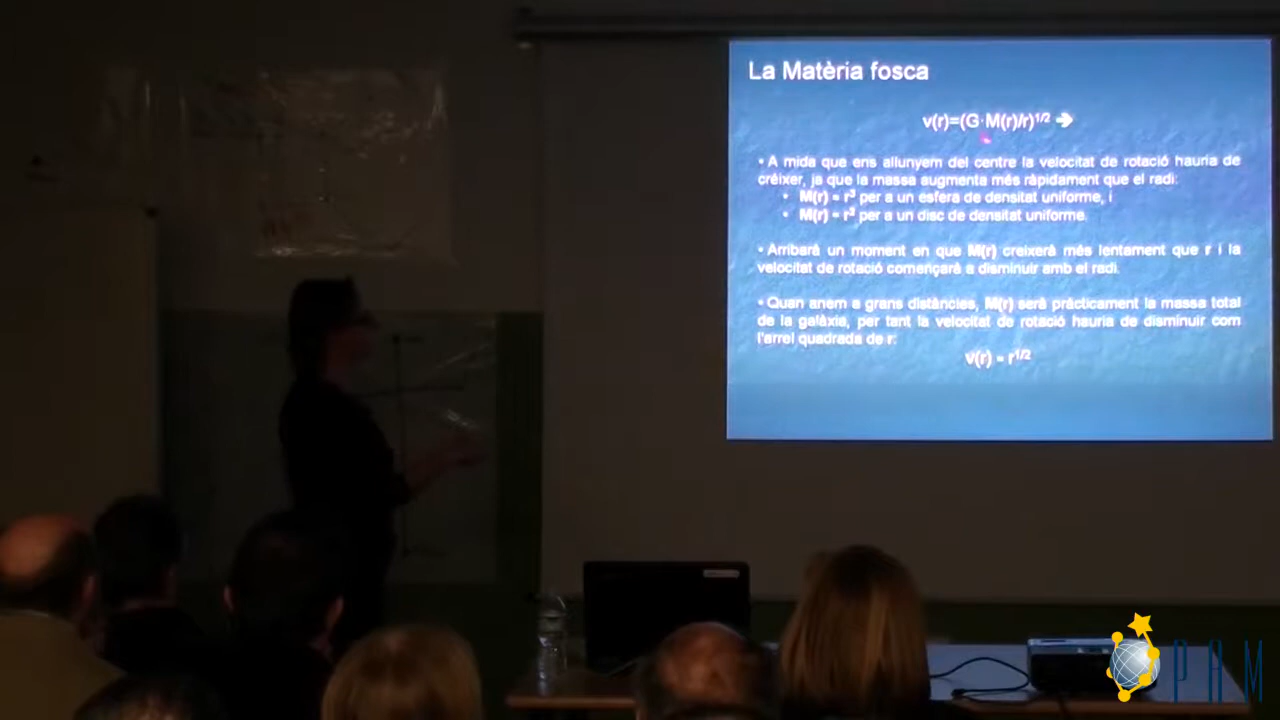 La Matèria fosca
v(r)=(G·M(r)/r)1/2 ➔
• A mida que ens allunyem del centre la velocitat de rotació hauria de
créixer, ja que la massa augmenta més ràpidament que el radi:
• M(r) ≈ r3 per a un esfera de densitat uniforme, i
• M(r) ≈ r2 per a un disc de densitat uniforme.
• Arribarà un moment en que M(r) creixerà més lentament que r i la
velocitat de rotació començarà a disminuir amb el radi.
• Quan anem a grans distàncies, M(r) serà pràcticament la massa total
de la galàxia, per tant la velocitat de rotació hauria de disminuir com
l'arrel quadrada de r:
v(r) ≈ r1/2
PAM